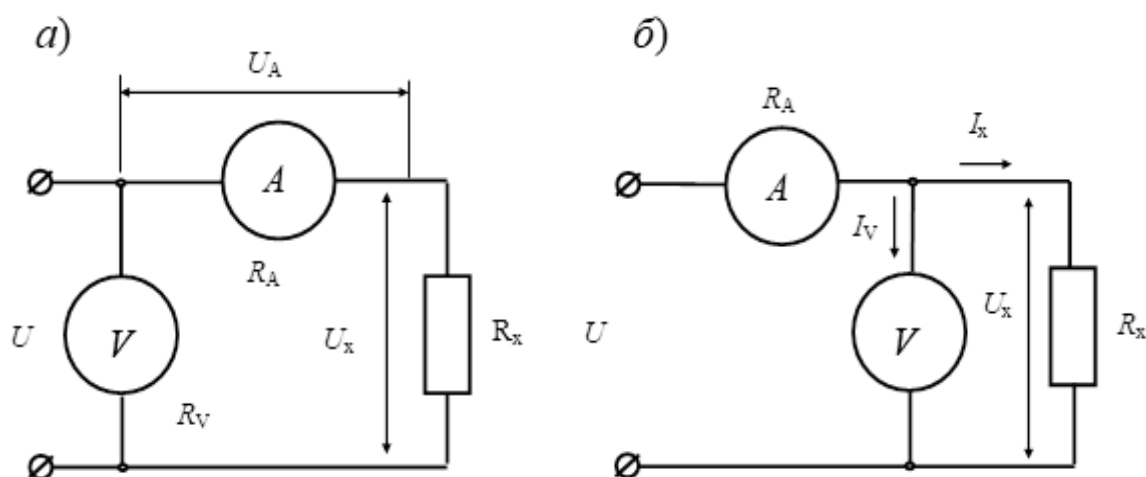 а)
U_A
A
R_A
U
V
U_x
R_x
R_V
б)
R_A
I_x
A
I_V
U
V
U_x
R_x